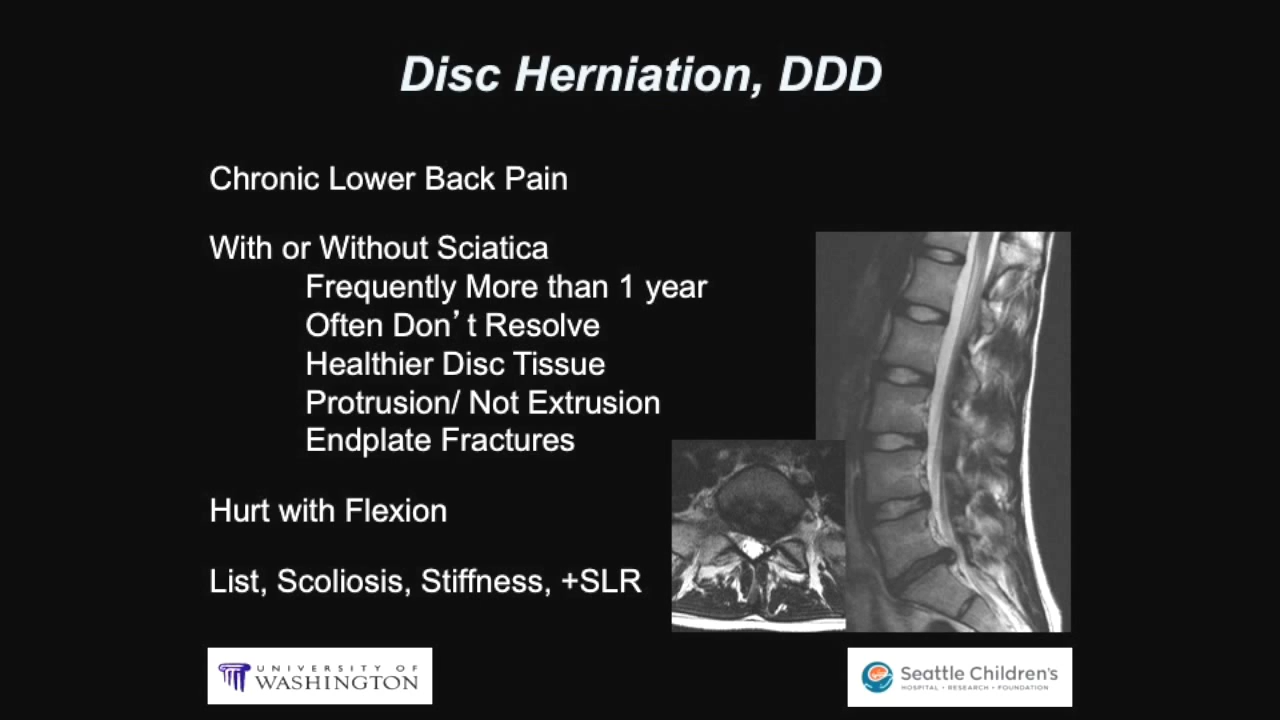 Disc Herniation, DDD
Chronic Lower Back Pain
With or Without Sciatica
Frequently More than 1 year
Often Don’t Resolve
Healthier Disc Tissue
Protrusion/ Not Extrusion
Endplate Fractures
Hurt with Flexion
List, Scoliosis, Stiffness, +SLR
UNIVERSITY OF
WASHINGTON
Seattle Children's
HOSPITAL • RESEARCH • FOUNDATION